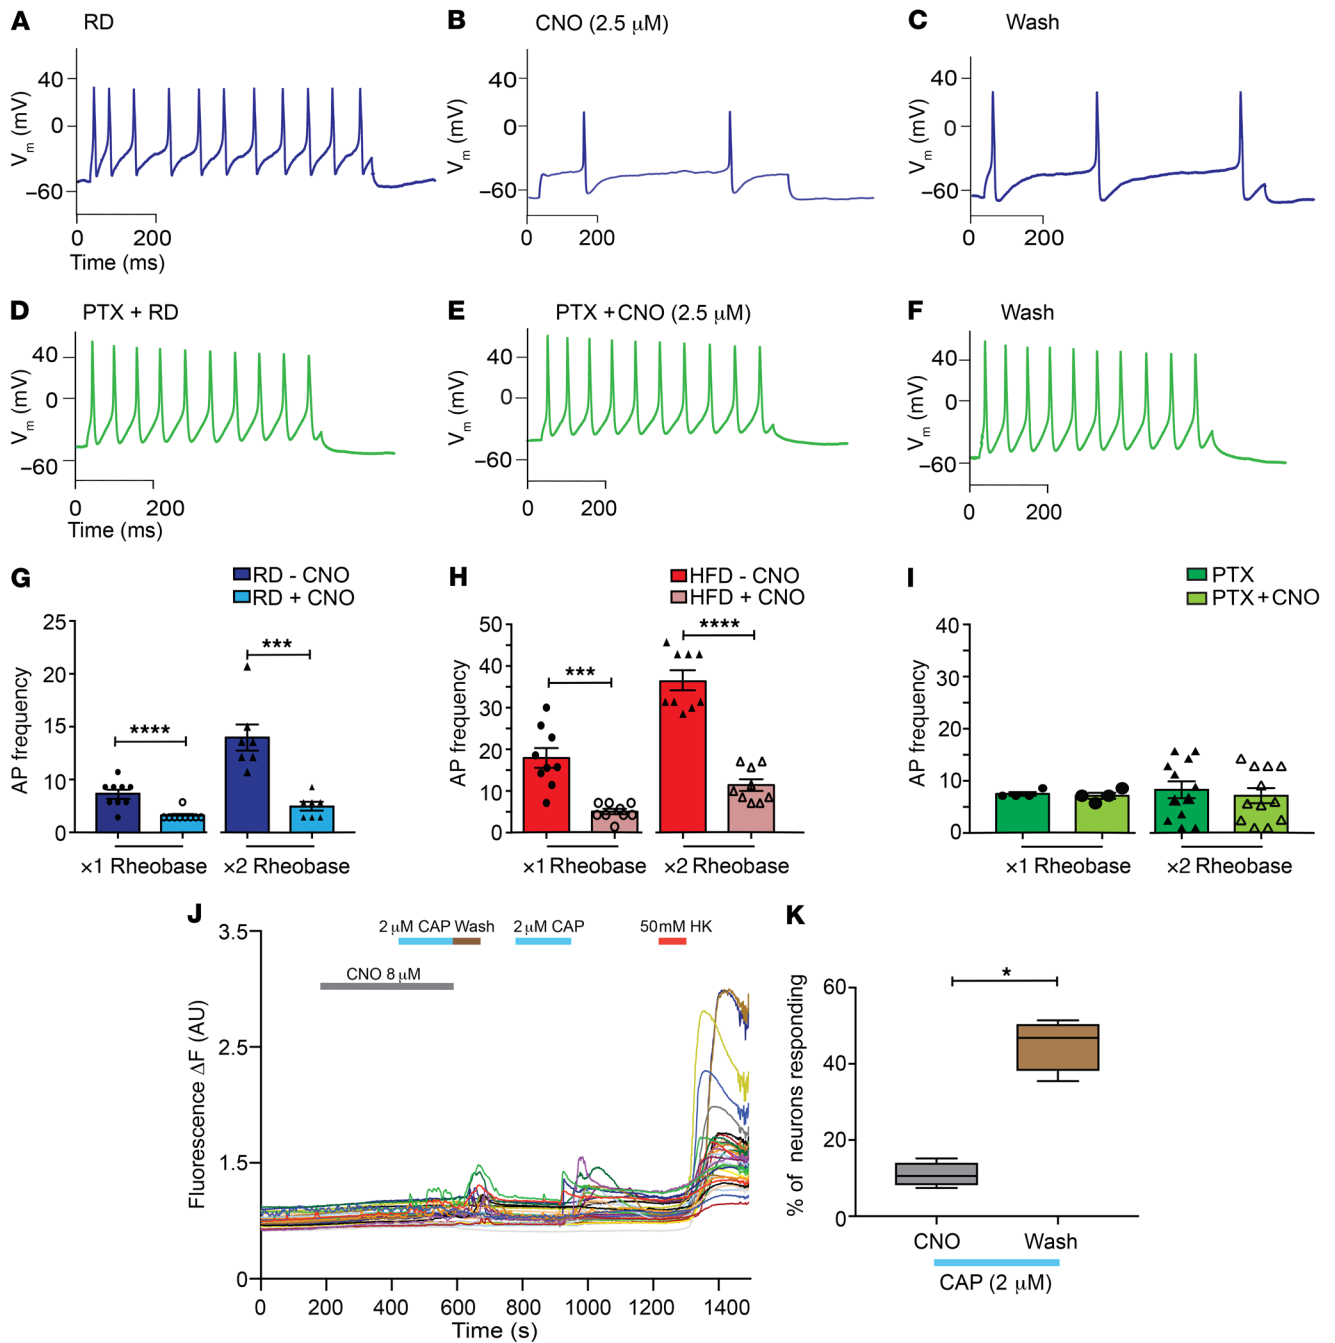 A RD
B CNO (2.5 μM)
C Wash
Vm (mV)
40
0
−60
0 200
Time (ms)
Vm (mV)
40
0
−60
0 200
Vm (mV)
40
0
−60
0 200
D PTX + RD
E PTX + CNO (2.5 μM)
F Wash
Vm (mV)
40
0
−60
0 200
Time (ms)
Vm (mV)
40
0
−60
0 200
Vm (mV)
40
0
−60
0 200
G
RD - CNO
RD + CNO
AP frequency
25
20
15
10
0
****
***
×1 Rheobase ×2 Rheobase
H
HFD - CNO
HFD + CNO
AP frequency
50
40
30
20
10
0
***
****
×1 Rheobase ×2 Rheobase
I
PTX
PTX + CNO
AP frequency
40
30
20
10
0
×1 Rheobase ×2 Rheobase
J
Fluorescence ΔF (AU)
3.5
2.5
1.5
0
2 μM CAP Wash 2 μM CAP 50 mM HK
CNO 8 μM
0 200 400 600 800 1000 1200 1400
Time (s)
K
% of neurons responding
60
40
20
0
*
CNO Wash
CAP (2 μM)